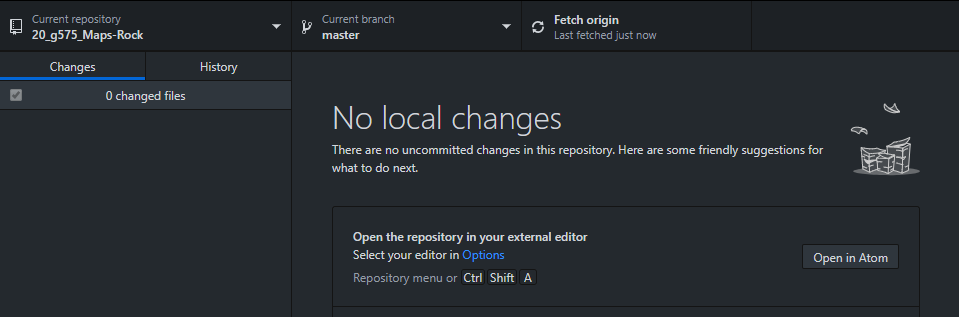 Current repository
20_g575_Maps-Rock
Current branch
master
Fetch origin
Last fetched just now
Changes
History
0 changed files
No local changes
There are no uncommitted changes in this repository. Here are some friendly suggestions for
what to do next.
Open the repository in your external editor
Select your editor in Options
Repository menu or Ctrl Shift A
Open in Atom